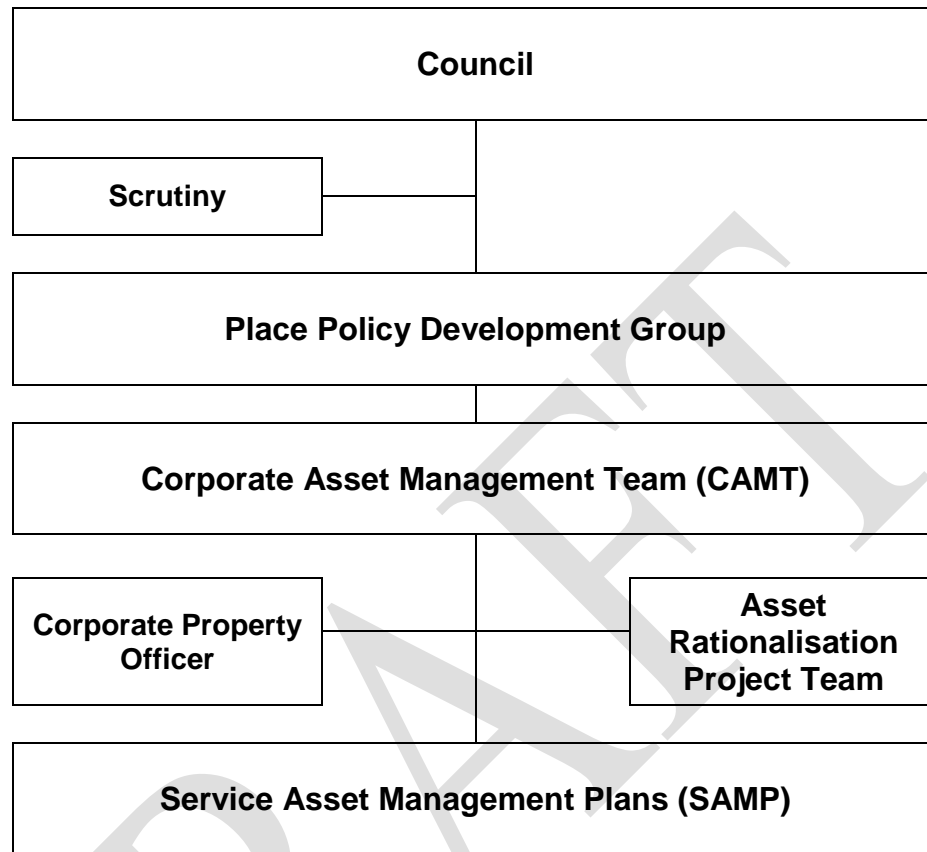 Council
Scrutiny
Place Policy Development Group
Corporate Asset Management Team (CAMT)
Corporate Property
Officer
Asset
Rationalisation
Project Team
Service Asset Management Plans (SAMP)
DRAFT